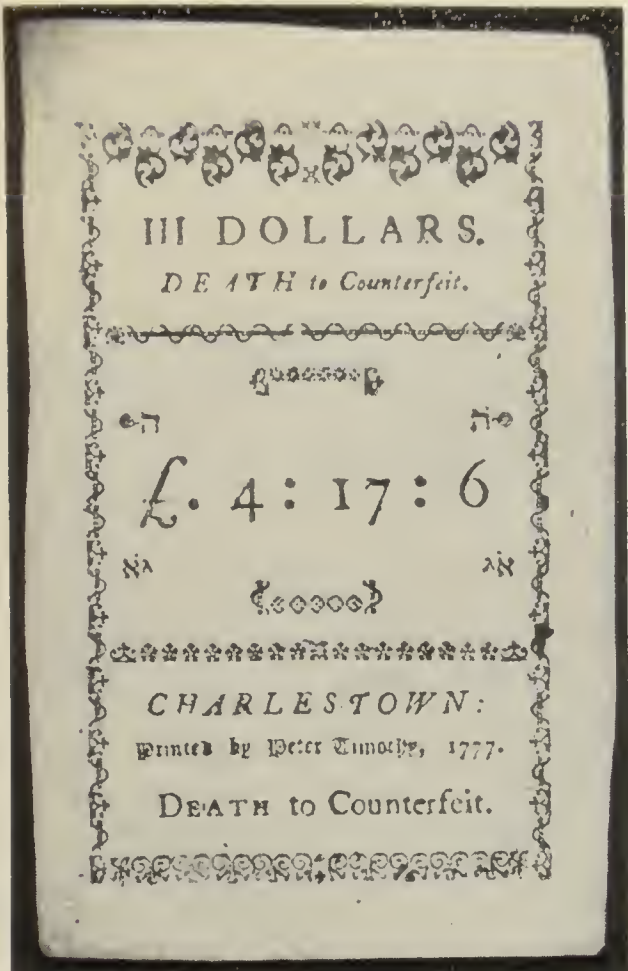 III DOLLARS.
DEATH to Counterfeit.
ה ה
£. 4 : 17 : 6
CHARLESTOWN:
Printed by Peter Timothy, 1777.
DEATH to Counterfeit.